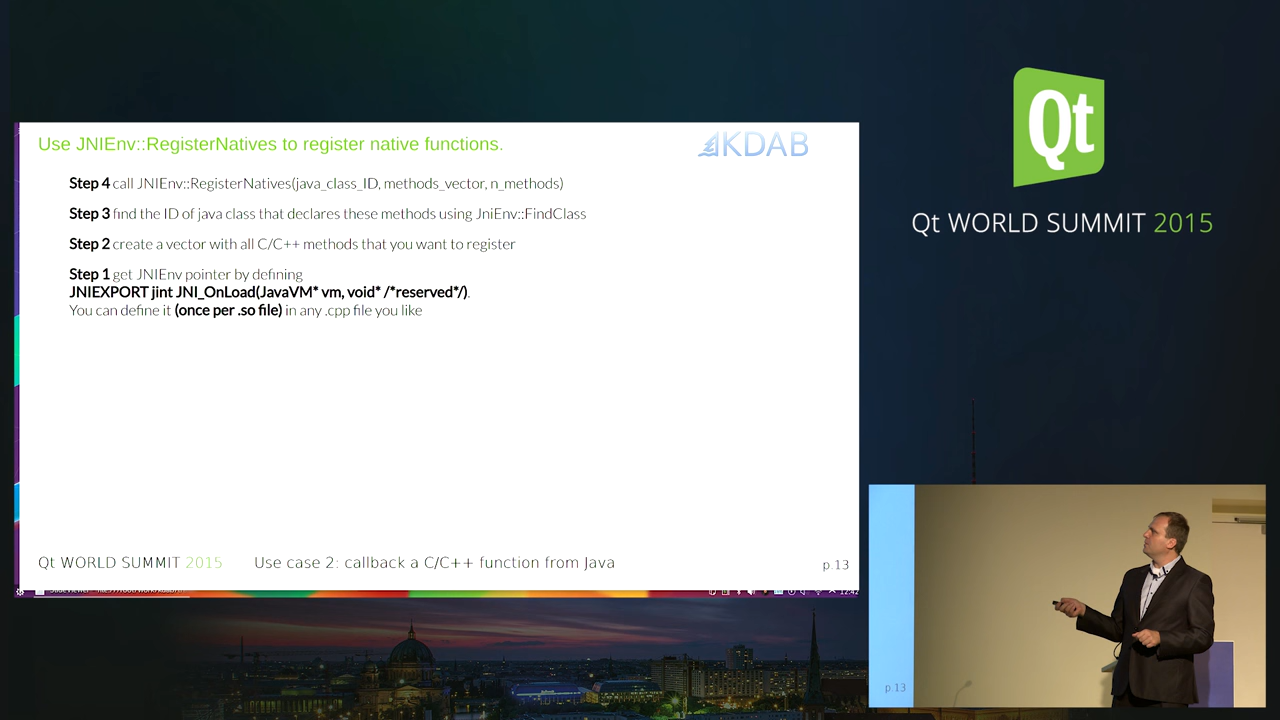 Use JNIEnv::RegisterNatives to register native functions.
KDAB
Step 4 call JNIEnv::RegisterNatives(java_class_ID, methods_vector, n_methods)
Step 3 find the ID of java class that declares these methods using JniEnv::FindClass
Step 2 create a vector with all C/C++ methods that you want to register
Step 1 get JNIEnv pointer by defining
JNIEXPORT jint JNI_OnLoad(JavaVM* vm, void* /*reserved*/).
You can define it (once per .so file) in any .cpp file you like
Qt WORLD SUMMIT 2015
Use case 2: callback a C/C++ function from Java
p.13
12:42
Qt
Qt WORLD SUMMIT 2015
p.13